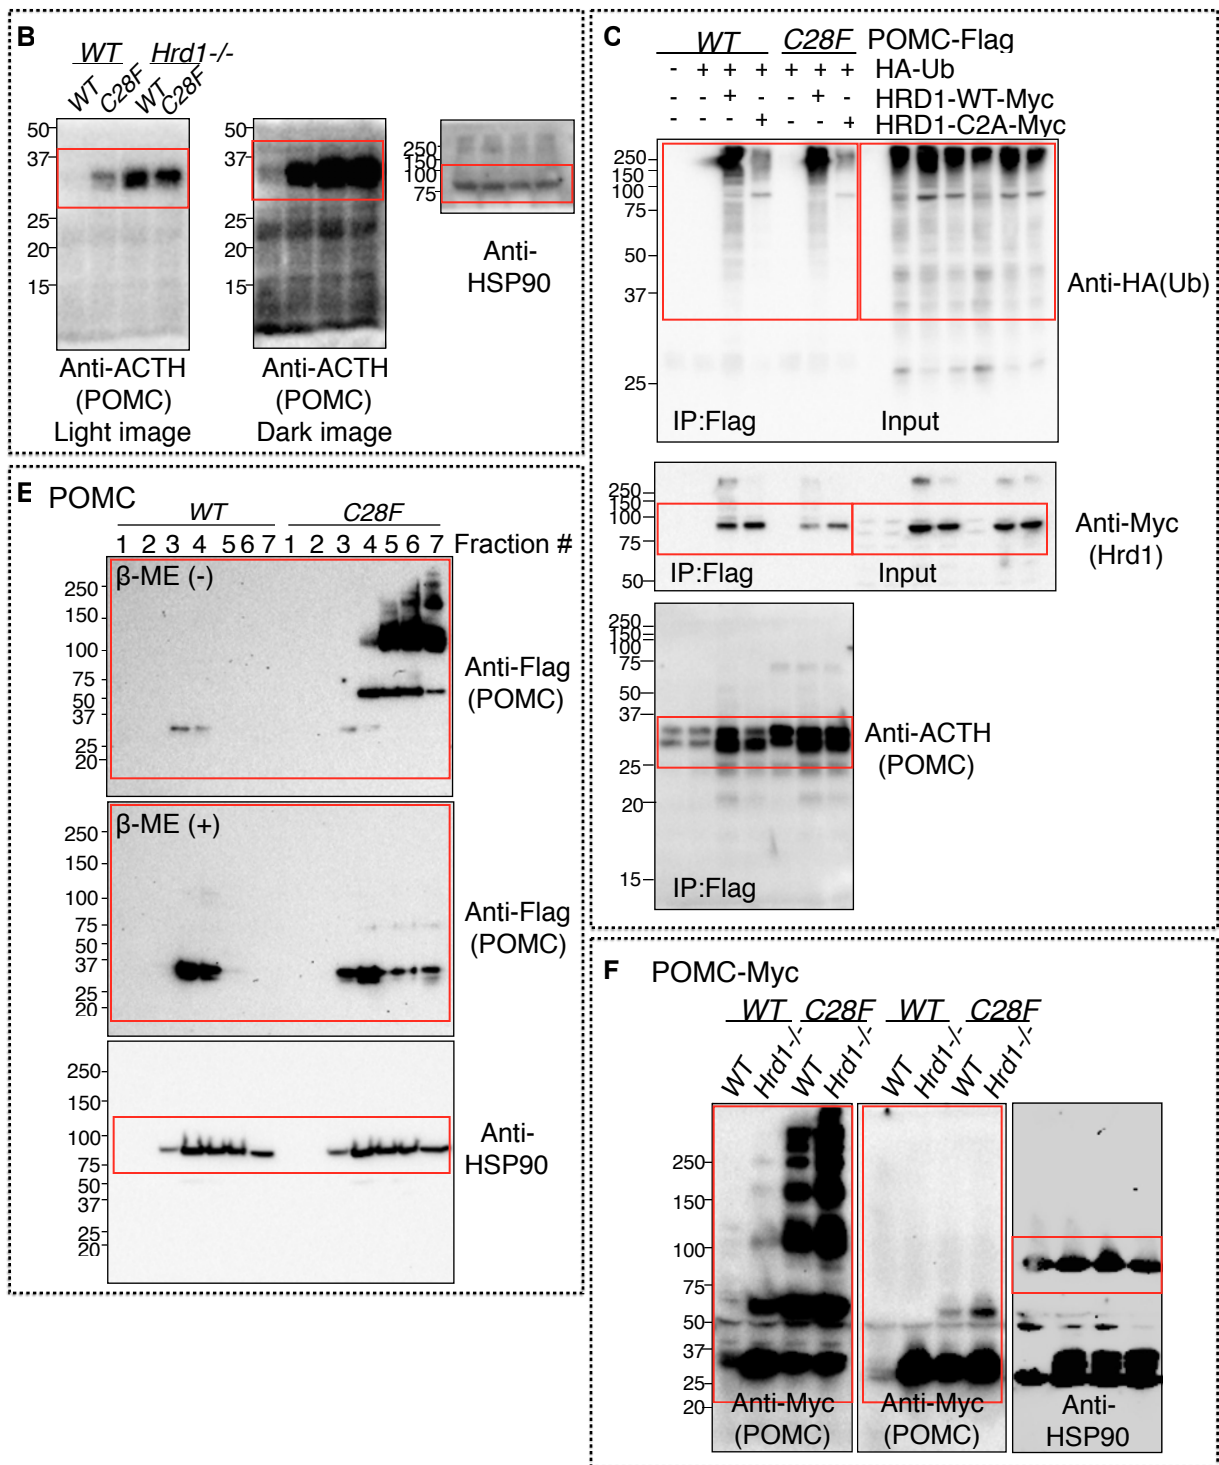 B
WT Hrd1-/-
WT C28F WT C28F
50
37
25
20
15
50
37
25
20
15
250
150
100
75
Anti-ACTH
(POMC)
Light image
Anti-ACTH
(POMC)
Dark image
Anti-
HSP90
C
WT C28F POMC-Flag
- + + + + + + HA-Ub
- - + - - + - HRD1-WT-Myc
- - - + - - + HRD1-C2A-Myc
250
150
100
75
50
37
25
IP:Flag Input
Anti-HA(Ub)
250
150
100
75
50
IP:Flag Input
Anti-Myc
(Hrd1)
250
150
100
75
50
37
25
20
15
IP:Flag
Anti-ACTH
(POMC)
E POMC
WT C28F
1 2 3 4 5 6 7 1 2 3 4 5 6 7 Fraction #
β-ME (-)
250
150
100
75
50
37
25
20
Anti-Flag
(POMC)
β-ME (+)
250
150
100
75
50
37
25
20
Anti-Flag
(POMC)
250
150
100
75
50
37
25
20
Anti-
HSP90
F POMC-Myc
WT C28F WT C28F
WT Hrd1-/- WT Hrd1-/- WT Hrd1-/- WT Hrd1-/-
250
150
100
75
50
37
25
20
Anti-Myc
(POMC)
Anti-Myc
(POMC)
Anti-
HSP90